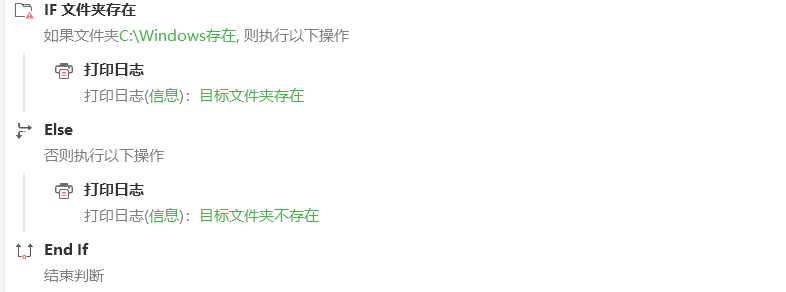 IF 文件夹存在
如果文件夹C:\Windows存在, 则执行以下操作
打印日志
打印日志(信息)：目标文件夹存在
Else
否则执行以下操作
打印日志
打印日志(信息)：目标文件夹不存在
End If
结束判断